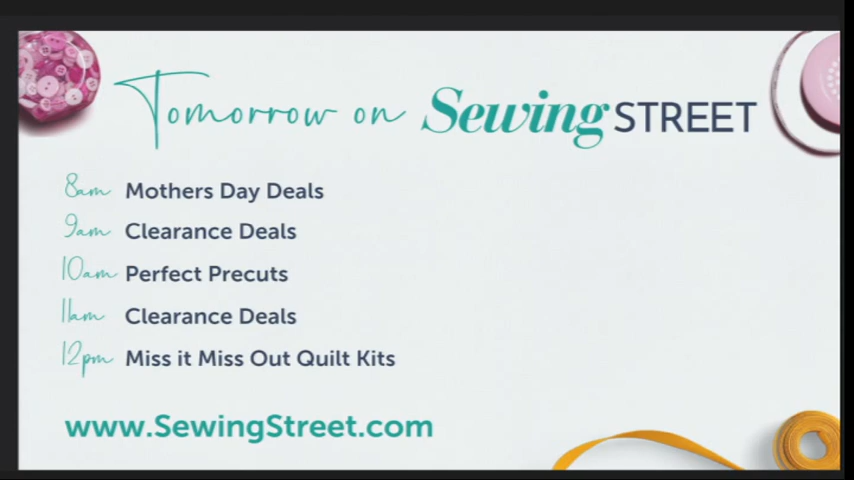 Tomorrow on Sewing STREET
8am Mothers Day Deals
9am Clearance Deals
10am Perfect Precuts
11am Clearance Deals
12pm Miss it Miss Out Quilt Kits
www.SewingStreet.com